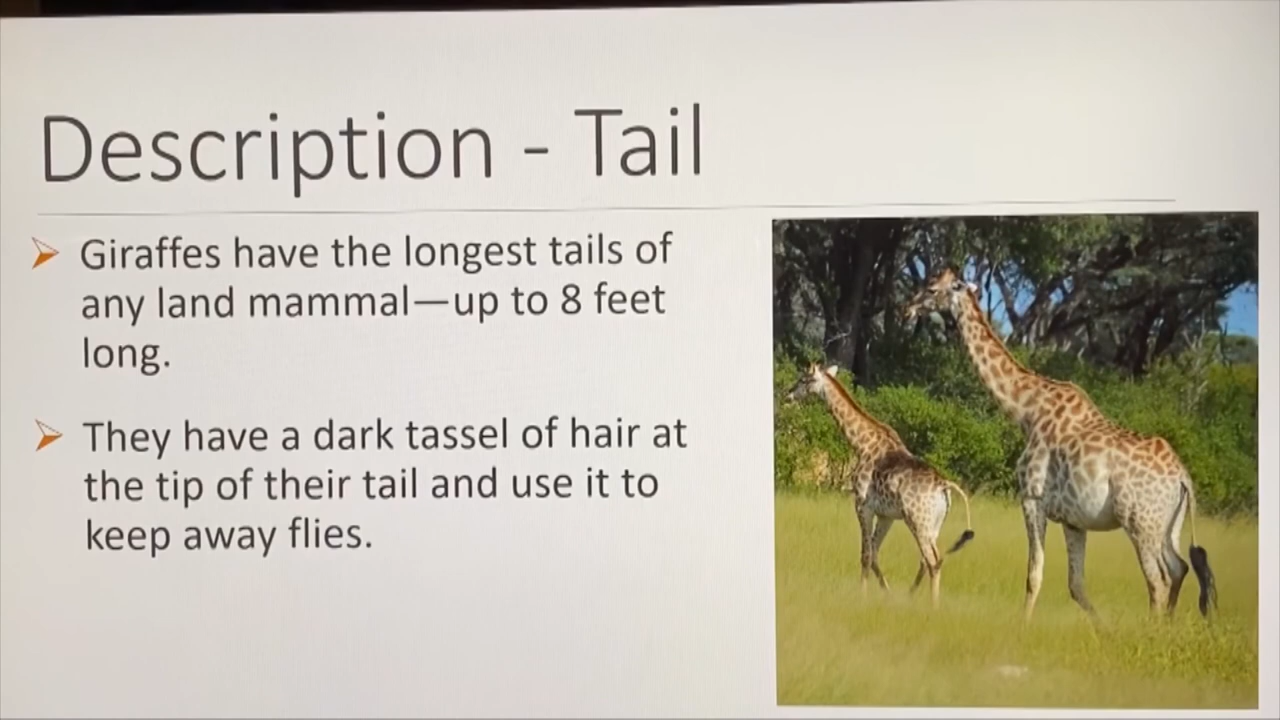 Description - Tail
Giraffes have the longest tails of
any land mammal—up to 8 feet
long.
They have a dark tassel of hair at
the tip of their tail and use it to
keep away flies.